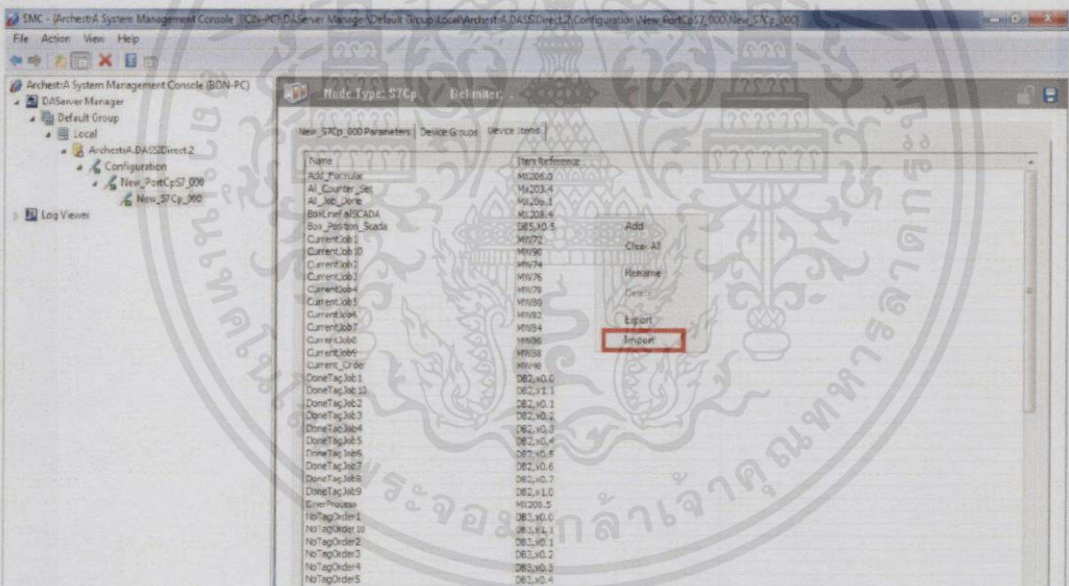 SMC - [ArchestrA System Management Console (BON-PC)\DAServer Manager\Default Group\Local\ArchestrA.DASSIDirect.2\Configuration\New_PortCpS7_000\New_S7Cp_000]
File Action View Help
ArchestrA System Management Console (BON-PC)
DAServer Manager
Default Group
Local
ArchestrA.DASSIDirect.2
Configuration
New_PortCpS7_000
New_S7Cp_000
Log Viewer
Node Type: S7Cp Delimiter: .
New_S7Cp_000 Parameters Device Groups Device Items
Name Item Reference
Add_Formular MX206.0
Al_Counter_Set MX203.4
Al_Job_Done MX206.1
MX208.4
Box_Position_Scada DB5,X0.5
CurrentJob1 MW72
CurrentJob10 MW90
CurrentJob2 MW74
CurrentJob3 MW76
CurrentJob4 MW78
CurrentJob5 MW80
CurrentJob6 MW82
CurrentJob7 MW84
CurrentJob8 MW86
CurrentJob9 MW88
Current_Order
DoneTagJob1 DB2,x0.0
DoneTagJob10 DB2,x1.1
DoneTagJob2 DB2,x0.1
DoneTagJob3 DB2,x0.2
DoneTagJob4 DB2,x0.3
DoneTagJob5 DB2,x0.4
DoneTagJob6 DB2,x0.5
DoneTagJob7 DB2,x0.6
DoneTagJob8 DB2,x0.7
DoneTagJob9 DB2,x1.0
MX208.5
NoTagOrder1 DB3,x0.0
NoTagOrder10 DB3,x1.1
NoTagOrder2 DB3,x0.1
NoTagOrder3 DB3,x0.2
NoTagOrder4 DB3,x0.3
NoTagOrder5 DB3,x0.4
Add
Clear All
Rename
Delete
Export
Import